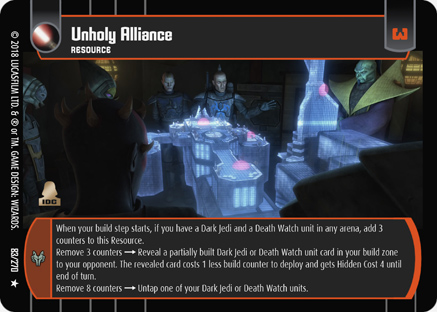 Unholy Alliance
RESOURCE
3
IDC
When your build step starts, if you have a Dark Jedi and a Death Watch unit in any arena, add 3
counters to this Resource.
Remove 3 counters → Reveal a partially built Dark Jedi or Death Watch unit card in your build zone
to your opponent. The revealed card costs 1 less build counter to deploy and gets Hidden Cost 4 until
end of turn.
Remove 8 counters → Untap one of your Dark Jedi or Death Watch units.
© 2018 LUCASFILM LTD. & ® or TM. GAME DESIGN: WIZARDS.
83/270 ★